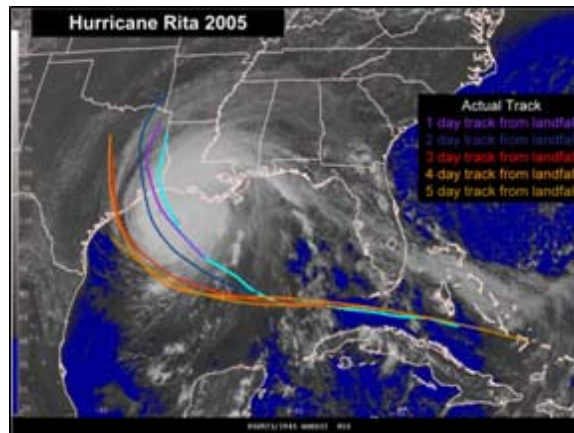 Hurricane Rita 2005
Actual Track
1-day track from landfall
2-day track from landfall
3-day track from landfall
4-day track from landfall
5-day track from landfall